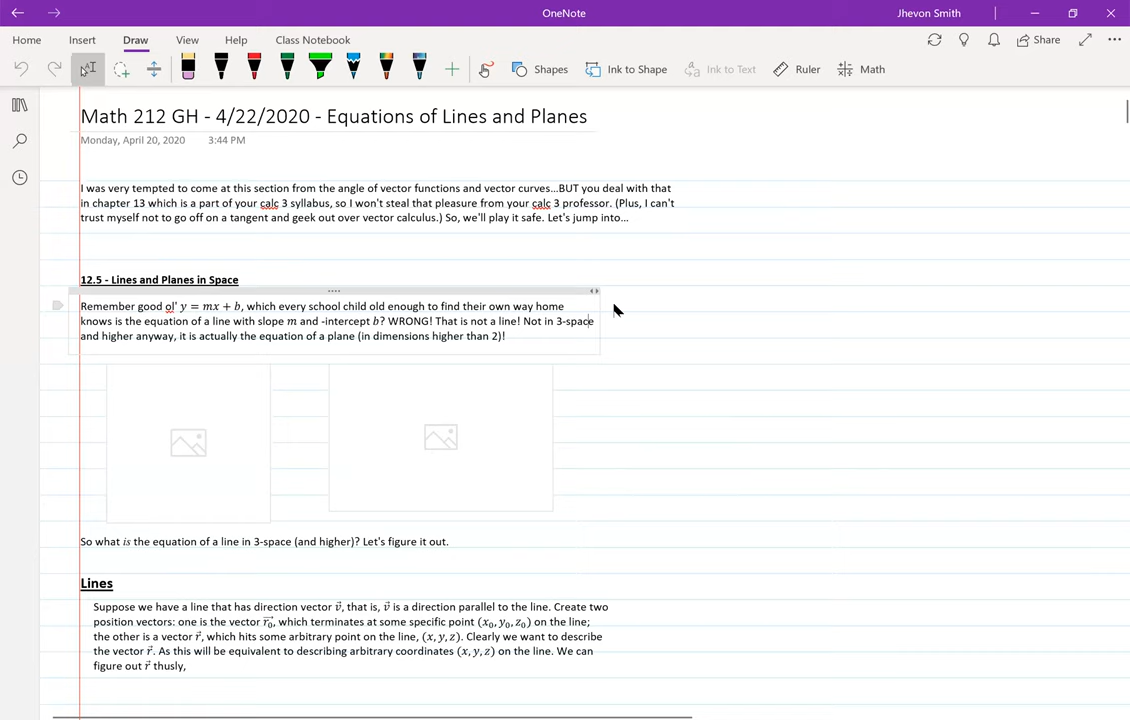 OneNote
Jhevon Smith
Home Insert Draw View Help Class Notebook
Share
Shapes Ink to Shape Ink to Text Ruler Math
Math 212 GH - 4/22/2020 - Equations of Lines and Planes
Monday, April 20, 2020 3:44 PM
I was very tempted to come at this section from the angle of vector functions and vector curves...BUT you deal with that
in chapter 13 which is a part of your calc 3 syllabus, so I won't steal that pleasure from your calc 3 professor. (Plus, I can't
trust myself not to go off on a tangent and geek out over vector calculus.) So, we'll play it safe. Let's jump into...
12.5 - Lines and Planes in Space
Remember good ol' y = mx + b, which every school child old enough to find their own way home
knows is the equation of a line with slope m and -intercept b? WRONG! That is not a line! Not in 3-space
and higher anyway, it is actually the equation of a plane (in dimensions higher than 2)!
So what is the equation of a line in 3-space (and higher)? Let's figure it out.
Lines
Suppose we have a line that has direction vector v⃗, that is, v⃗ is a direction parallel to the line. Create two
position vectors: one is the vector r₀⃗, which terminates at some specific point (x₀, y₀, z₀) on the line;
the other is a vector r⃗, which hits some arbitrary point on the line, (x, y, z). Clearly we want to describe
the vector r⃗. As this will be equivalent to describing arbitrary coordinates (x, y, z) on the line. We can
figure out r⃗ thusly,